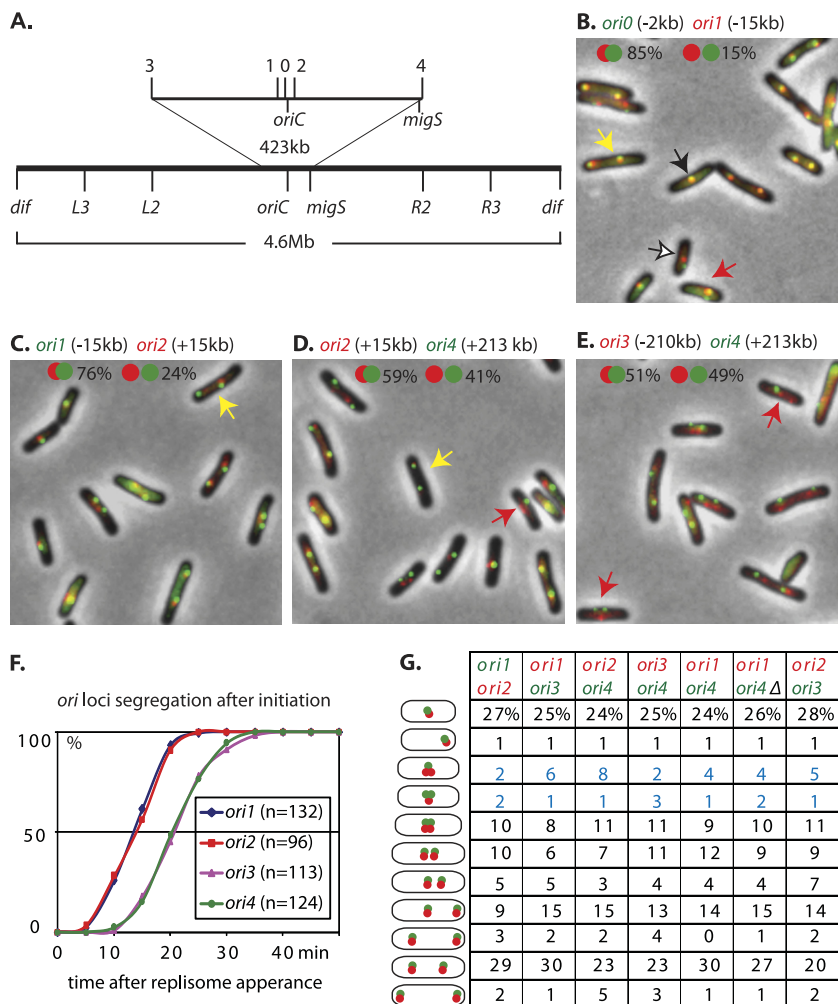 A.
3 1 0 2 4
oriC migS
423kb
dif L3 L2 oriC migS R2 R3 dif
4.6Mb
B. ori0 (-2kb) ori1 (-15kb)
85% 15%
C. ori1 (-15kb) ori2 (+15kb)
76% 24%
D. ori2 (+15kb) ori4 (+213 kb)
59% 41%
E. ori3 (-210kb) ori4 (+213kb)
51% 49%
F.
ori loci segregation after initiation
100 %
50
0
ori1 (n=132)
ori2 (n=96)
ori3 (n=113)
ori4 (n=124)
0 10 20 30 40 min
time after replisome apperance
G.
ori1 ori1 ori2 ori3 ori1 ori1 ori2
ori2 ori3 ori4 ori4 ori4 ori4 Δ ori3
27% 25% 24% 25% 24% 26% 28%
1 1 1 1 1 1 1
2 6 8 2 4 4 5
2 1 1 3 1 2 1
10 8 11 11 9 10 11
10 6 7 11 12 9 9
5 5 3 4 4 4 7
9 15 15 13 14 15 14
3 2 2 4 0 1 2
29 30 23 23 30 27 20
2 1 5 3 1 1 2